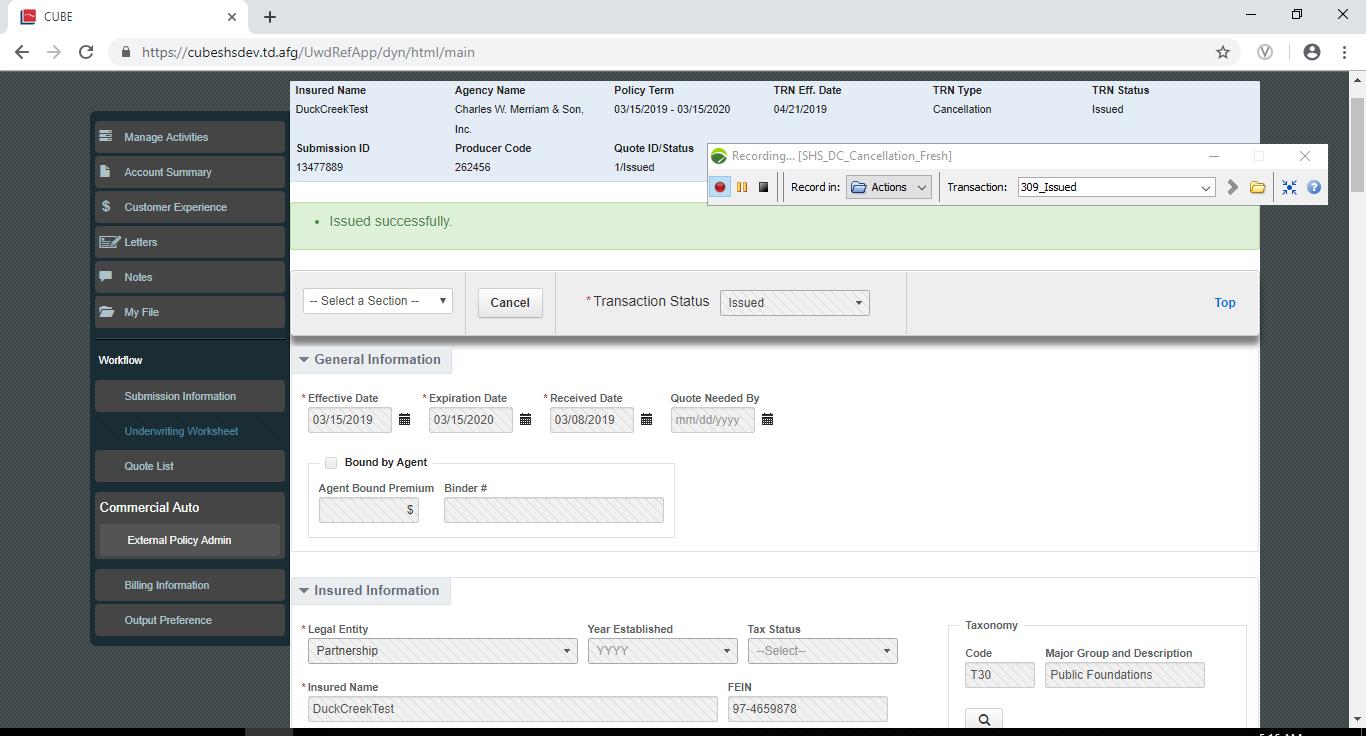 CUBE
https://cubeshsdev.td.afg/UwdRefApp/dyn/html/main
Insured Name Agency Name Policy Term TRN Eff. Date TRN Type TRN Status
DuckCreekTest Charles W. Merriam & Son, 03/15/2019 - 03/15/2020 04/21/2019 Cancellation Issued
Inc.
Submission ID Producer Code Quote ID/Status
13477889 262456 1/Issued
Recording... [SHS_DC_Cancellation_Fresh]
Record in: Actions Transaction: 309_Issued
Manage Activities
Account Summary
$ Customer Experience
Letters
Notes
My File
Workflow
Submission Information
Underwriting Worksheet
Quote List
Commercial Auto
External Policy Admin
Billing Information
Output Preference
• Issued successfully.
-- Select a Section -- Cancel * Transaction Status Issued Top
General Information
* Effective Date * Expiration Date * Received Date Quote Needed By
03/15/2019 03/15/2020 03/08/2019 mm/dd/yyyy
Bound by Agent
Agent Bound Premium Binder #
$
Insured Information
* Legal Entity Year Established Tax Status Taxonomy
Partnership YYYY --Select--
Code Major Group and Description
T30 Public Foundations
* Insured Name FEIN
DuckCreekTest 97-4659878